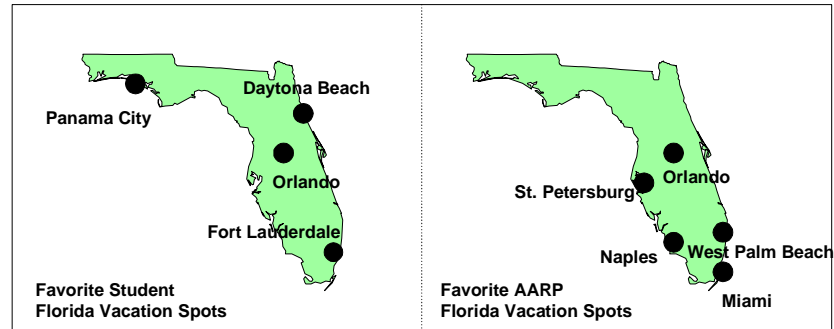 Daytona Beach
Panama City
Orlando
Fort Lauderdale
Favorite Student
Florida Vacation Spots
Orlando
St. Petersburg
Naples
West Palm Beach
Miami
Favorite AARP
Florida Vacation Spots